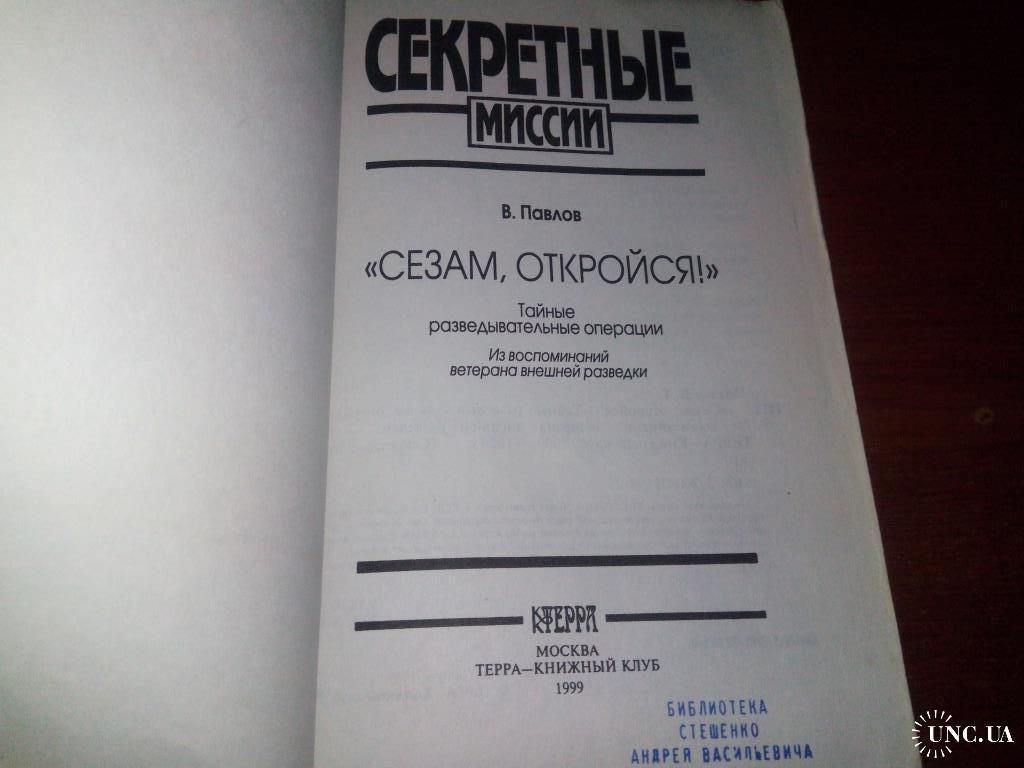 СЕКРЕТНЫЕ
МИССИИ
В. Павлов
«СЕЗАМ, ОТКРОЙСЯ!»
Тайные
разведывательные операции
Из воспоминаний
ветерана внешней разведки
ТЕРРА
МОСКВА
ТЕРРА—КНИЖНЫЙ КЛУБ
1999
БИБЛИОТЕКА
СТЕШЕНКО
АНДРЕЯ ВАСИЛЬЕВИЧА
UNC.UA